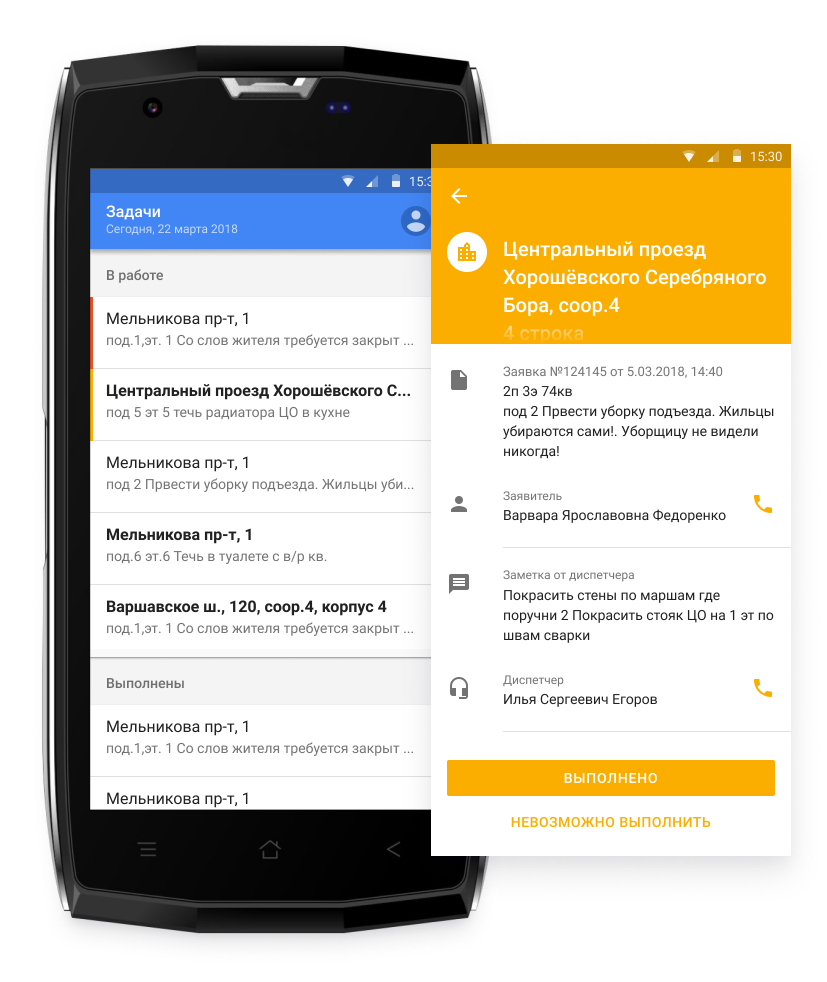 15:3
Задачи
Сегодня, 22 марта 2018
В работе
Мельникова пр-т, 1
под.1,эт. 1 Со слов жителя требуется закрыт ...
Центральный проезд Хорошёвского С...
под 5 эт 5 течь радиатора ЦО в кухне
Мельникова пр-т, 1
под 2 Првести уборку подъезда. Жильцы уби...
Мельникова пр-т, 1
под.6 эт.6 Течь в туалете с в/р кв.
Варшавское ш., 120, соор.4, корпус 4
под.1,эт. 1 Со слов жителя требуется закрыт ...
Выполнены
Мельникова пр-т, 1
под.1,эт. 1 Со слов жителя требуется закрыт ...
Мельникова пр-т, 1
15:30
Центральный проезд
Хорошёвского Серебряного
Бора, соор.4
4 строка
Заявка №124145 от 5.03.2018, 14:40
2п 3э 74кв
под 2 Првести уборку подъезда. Жильцы
убираются сами!. Уборщицу не видели
никогда!
Заявитель
Варвара Ярославовна Федоренко
Заметка от диспетчера
Покрасить стены по маршам где
поручни 2 Покрасить стояк ЦО на 1 эт по
швам сварки
Диспетчер
Илья Сергеевич Егоров
ВЫПОЛНЕНО
НЕВОЗМОЖНО ВЫПОЛНИТЬ